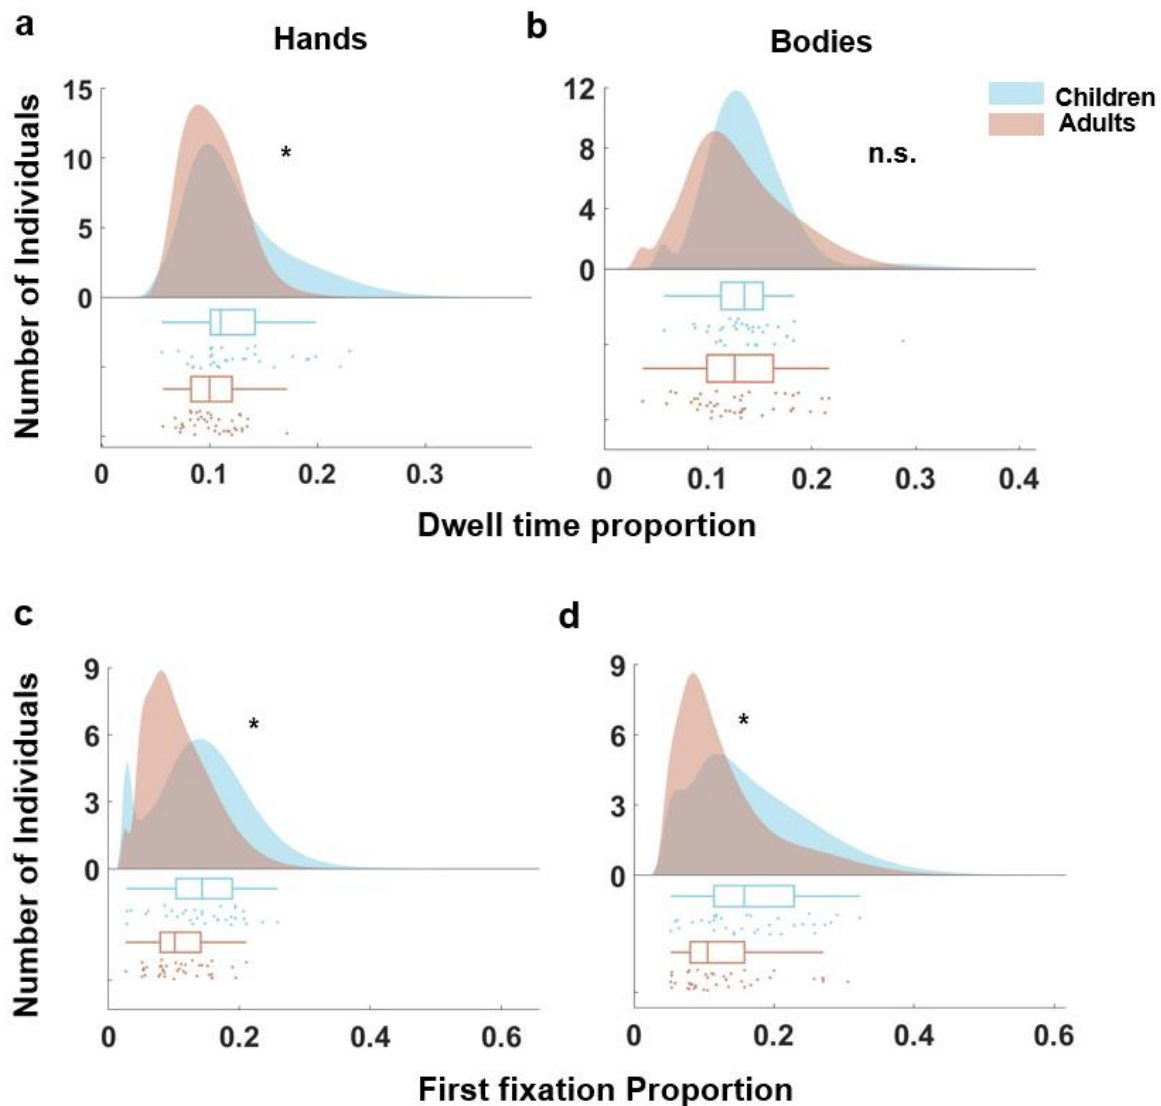 a
Hands
b
Bodies
Children
Adults
Number of Individuals
15
10
5
0
*
0
0.1
0.2
0.3
12
8
4
0
n.s.
0
0.1
0.2
0.3
0.4
Dwell time proportion
c
d
Number of Individuals
9
6
3
0
*
0
0.2
0.4
0.6
9
6
3
0
*
0
0.2
0.4
0.6
First fixation Proportion